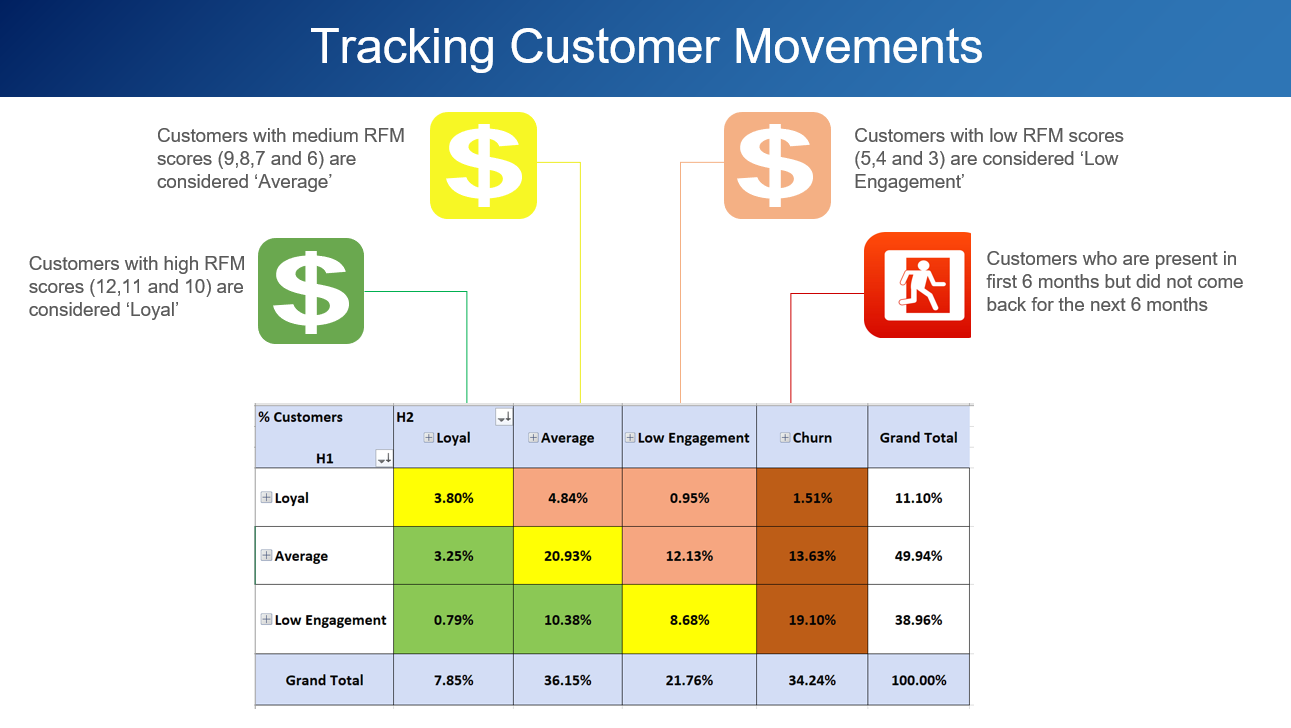 Tracking Customer Movements
Customers with medium RFM
scores (9,8,7 and 6) are
considered ‘Average’
Customers with low RFM scores
(5,4 and 3) are considered ‘Low
Engagement’
Customers with high RFM
scores (12,11 and 10) are
considered ‘Loyal’
Customers who are present in
first 6 months but did not come
back for the next 6 months
% Customers H2
H1 Loyal Average Low Engagement Churn Grand Total
Loyal 3.80% 4.84% 0.95% 1.51% 11.10%
Average 3.25% 20.93% 12.13% 13.63% 49.94%
Low Engagement 0.79% 10.38% 8.68% 19.10% 38.96%
Grand Total 7.85% 36.15% 21.76% 34.24% 100.00%